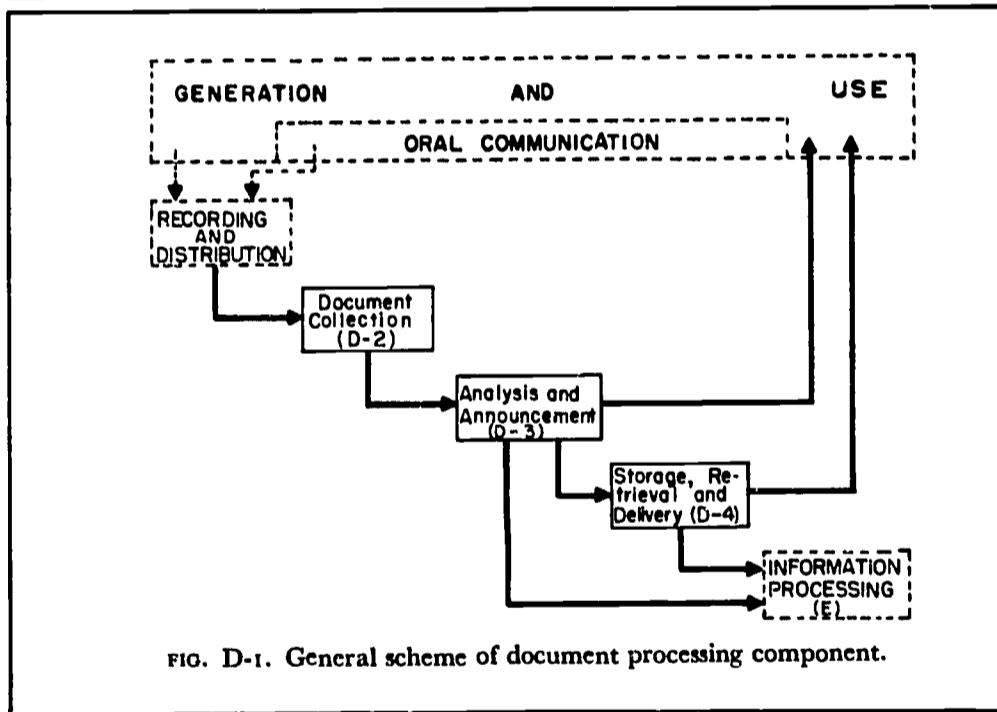 GENERATION AND USE
ORAL COMMUNICATION
RECORDING
AND
DISTRIBUTION
Document
Collection
(D-2)
Analysis and
Announcement
(D-3)
Storage, Re-
trieval and
Delivery (D-4)
INFORMATION
PROCESSING
(E)
FIG. D-1. General scheme of document processing component.